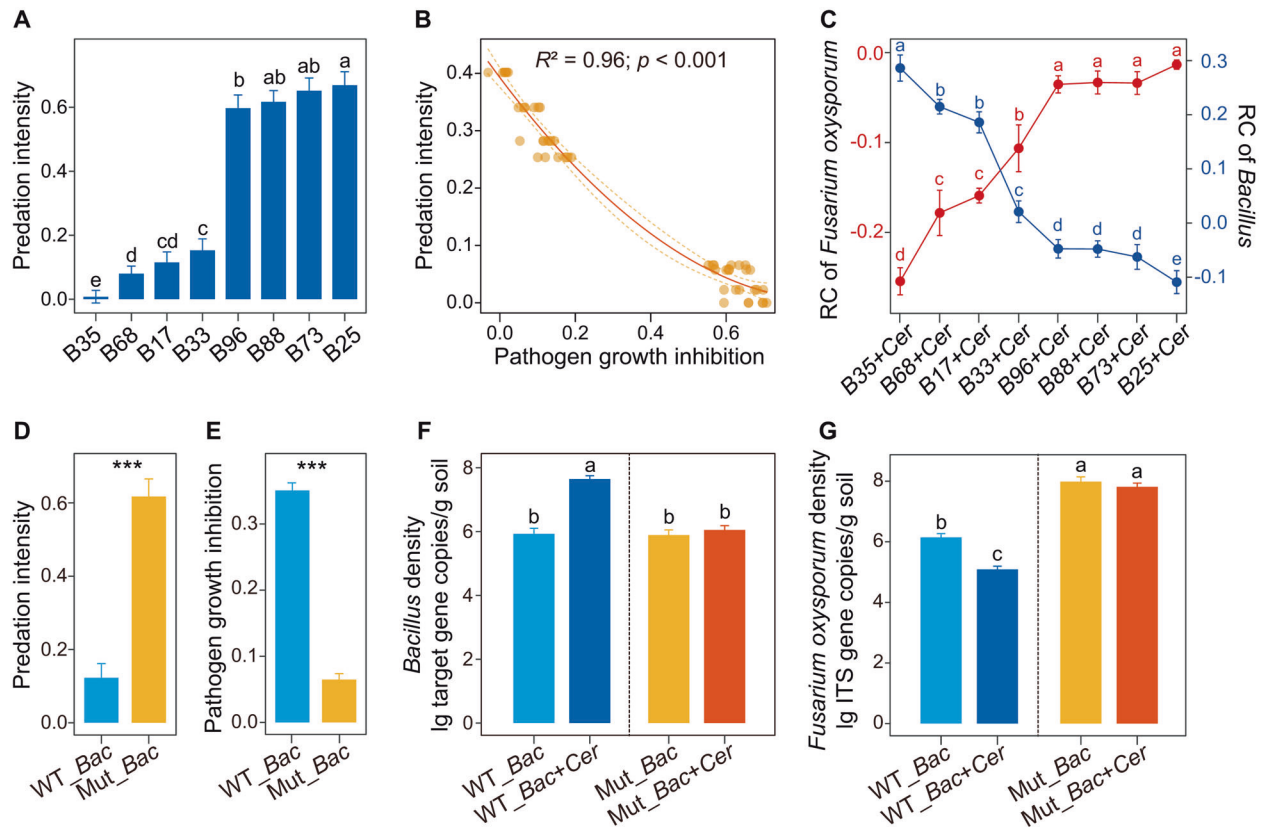 A
Predation intensity
0.6
0.4
0.2
0.0
e
d
cd
c
b
ab
ab
a
B35
B68
B17
B33
B96
B88
B73
B25
B
Predation intensity
0.4
0.3
0.2
0.1
0.0
R² = 0.96; p < 0.001
0.0
0.2
0.4
0.6
Pathogen growth inhibition
C
RC of Fusarium oxysporum
0.0
-0.1
-0.2
a
b
b
c
d
d
d
e
d
c
c
b
a
a
a
a
0.3
0.2
0.1
0.0
-0.1
RC of Bacillus
B35+Cer
B68+Cer
B17+Cer
B33+Cer
B96+Cer
B88+Cer
B73+Cer
B25+Cer
D
Predation intensity
0.6
0.4
0.2
0.0
***
WT_Bac
Mut_Bac
E
Pathogen growth inhibition
0.3
0.2
0.1
0.0
***
WT_Bac
Mut_Bac
F
Bacillus density
lg target gene copies/g soil
8
6
4
2
0
b
a
b
b
WT_Bac
WT_Bac+Cer
Mut_Bac
Mut_Bac+Cer
G
Fusarium oxysporum density
lg ITS gene copies/g soil
8
6
4
2
0
b
c
a
a
WT_Bac
WT_Bac+Cer
Mut_Bac
Mut_Bac+Cer